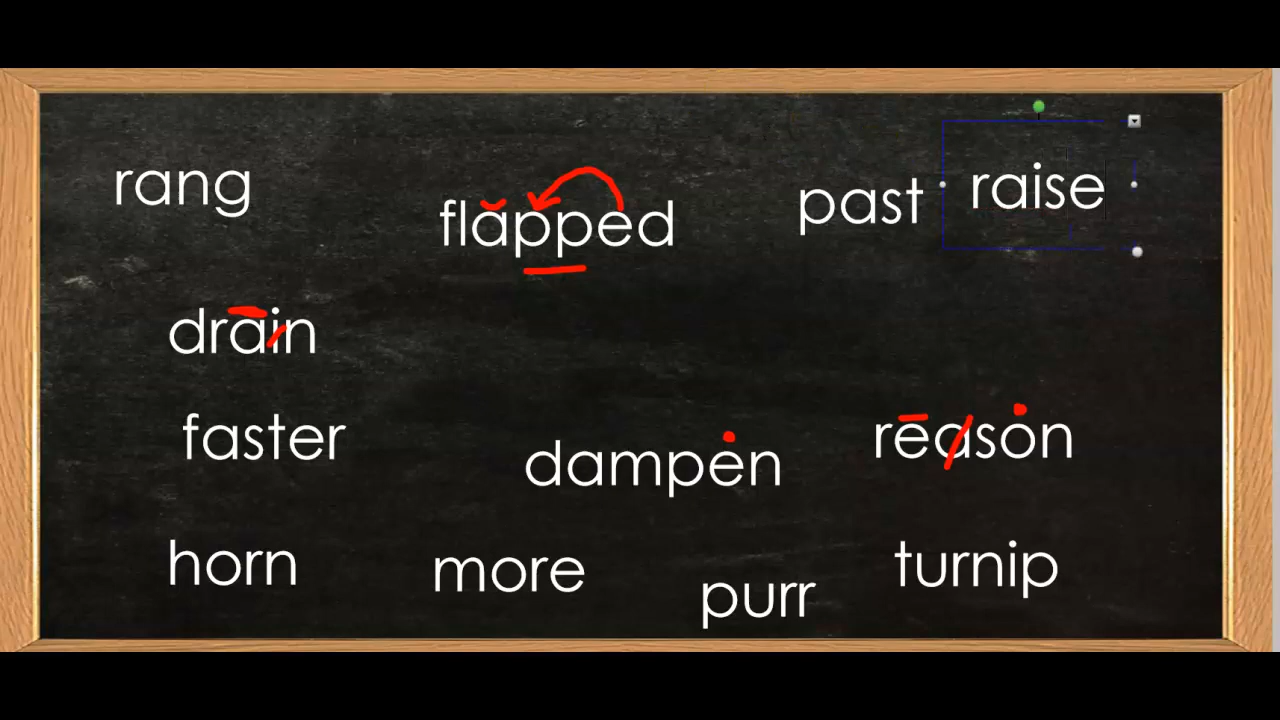 rang
flapped
past raise
drain
faster
dampen
reason
horn
more
purr
turnip